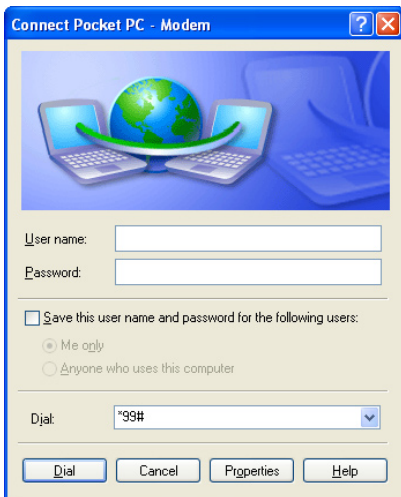 Connect Pocket PC - Modem
User name:
Password:
Save this user name and password for the following users:
Me only
Anyone who uses this computer
Dial: *99#
Dial Cancel Properties Help